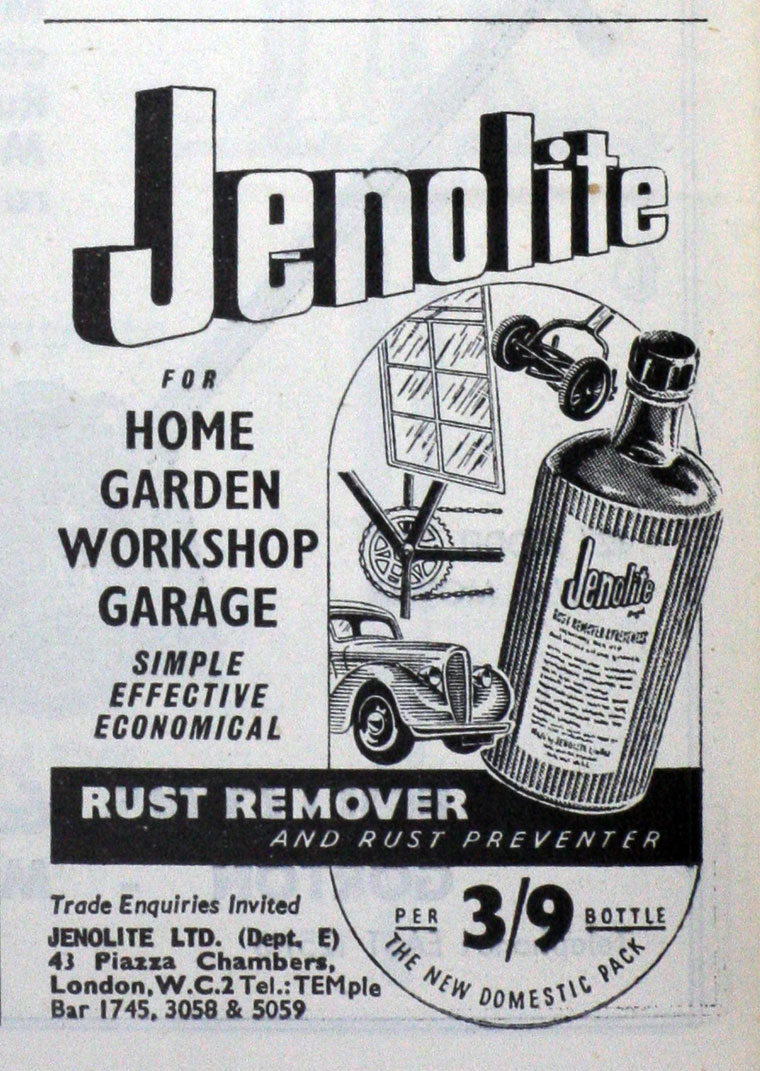 Jenolite
FOR
HOME
GARDEN
WORKSHOP
GARAGE
SIMPLE
EFFECTIVE
ECONOMICAL
Jenolite
RUST REMOVER
AND RUST PREVENTER
Trade Enquiries Invited
JENOLITE LTD. (Dept. E)
43 Piazza Chambers,
London, W.C.2 Tel.: TEMple
Bar 1745, 3058 & 5059
PER 3/9 BOTTLE
THE NEW DOMESTIC PACK